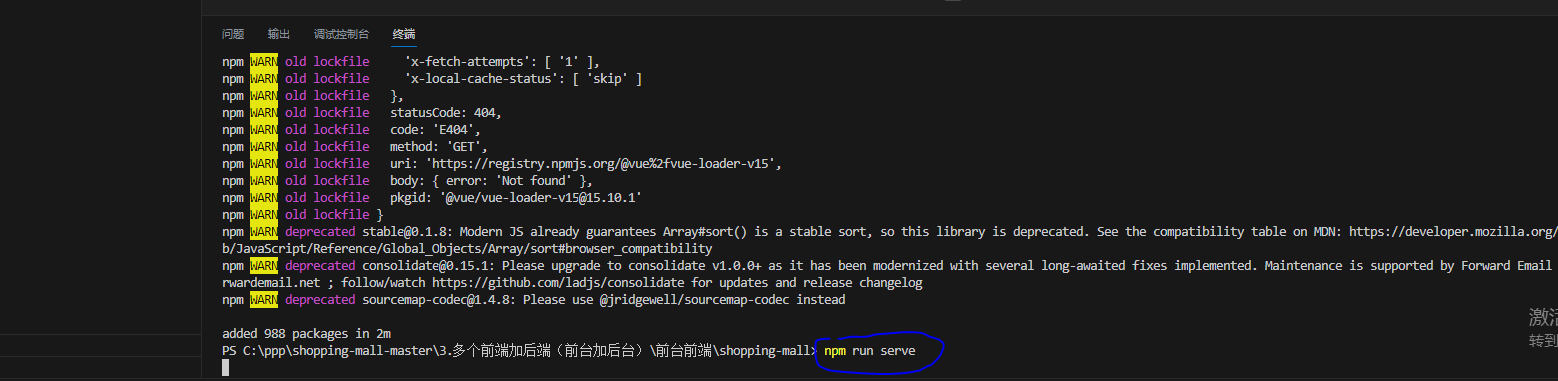 问题 输出 调试控制台 终端
npm WARN old lockfile 'x-fetch-attempts': [ '1' ],
npm WARN old lockfile 'x-local-cache-status': [ 'skip' ]
npm WARN old lockfile },
npm WARN old lockfile statusCode: 404,
npm WARN old lockfile code: 'E404',
npm WARN old lockfile method: 'GET',
npm WARN old lockfile uri: 'https://registry.npmjs.org/@vue%2fvue-loader-v15',
npm WARN old lockfile body: { error: 'Not found' },
npm WARN old lockfile pkgid: '@vue/vue-loader-v15@15.10.1'
npm WARN old lockfile }
npm WARN deprecated stable@0.1.8: Modern JS already guarantees Array#sort() is a stable sort, so this library is deprecated. See the compatibility table on MDN: https://developer.mozilla.org/
b/JavaScript/Reference/Global_Objects/Array/sort#browser_compatibility
npm WARN deprecated consolidate@0.15.1: Please upgrade to consolidate v1.0.0+ as it has been modernized with several long-awaited fixes implemented. Maintenance is supported by Forward Email
rwardemail.net ; follow/watch https://github.com/ladjs/consolidate for updates and release changelog
npm WARN deprecated sourcemap-codec@1.4.8: Please use @jridgewell/sourcemap-codec instead
added 988 packages in 2m
PS C:\ppp\shopping-mall-master\3.多个前端加后端（前台加后台）\前台前端\shopping-mall> npm run serve
激活
转到